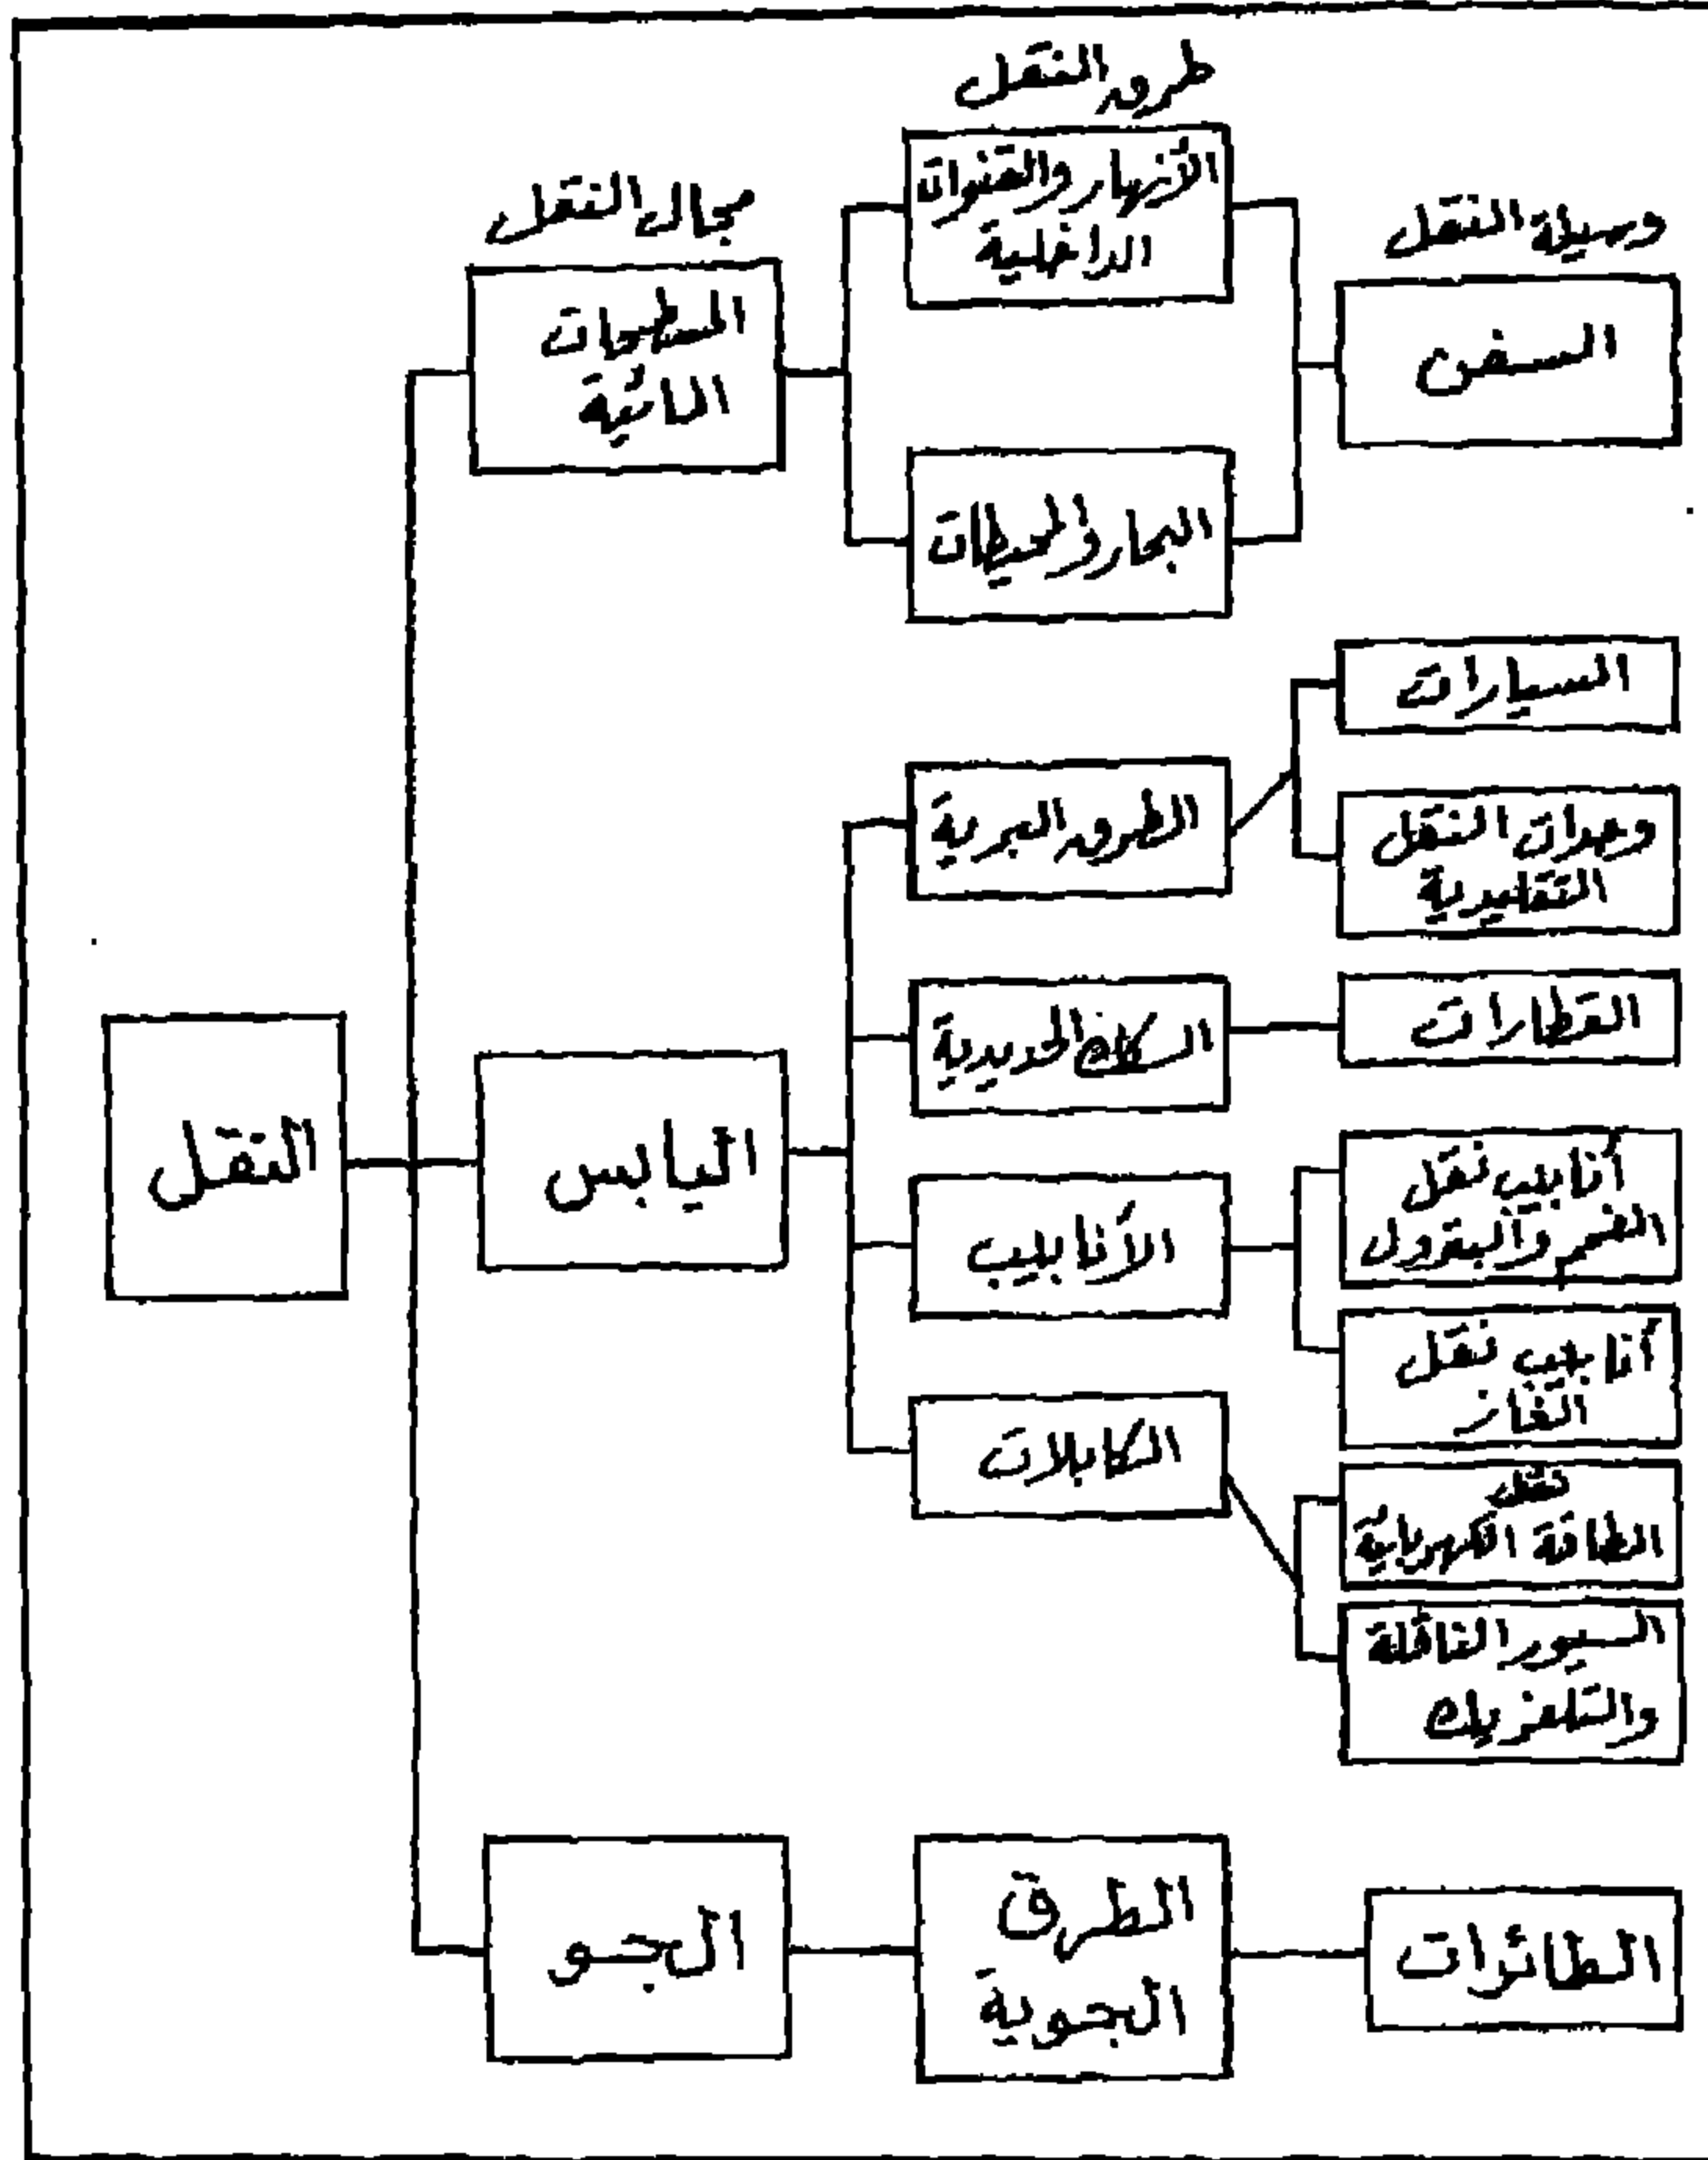 طرق النقل
مجال النقل
وسيلة النقل
الأنهار والقنوات
الداخلية
المسطحات
المائية
السفن
البحار والمحيطات
السيارات
الطرق البرية
وحدات النقل
التقليدية
السكك الحديدية
القطارات
النقل
اليابس
الأنابيب
أنابيب نقل
الفحم والبترول
أنابيب نقل
الغاز
الكابلات
نقل
الطاقة الكهربائية
السيور الناقلة
والتلفريك
الجو
الطرق
الجوية
الطائرات